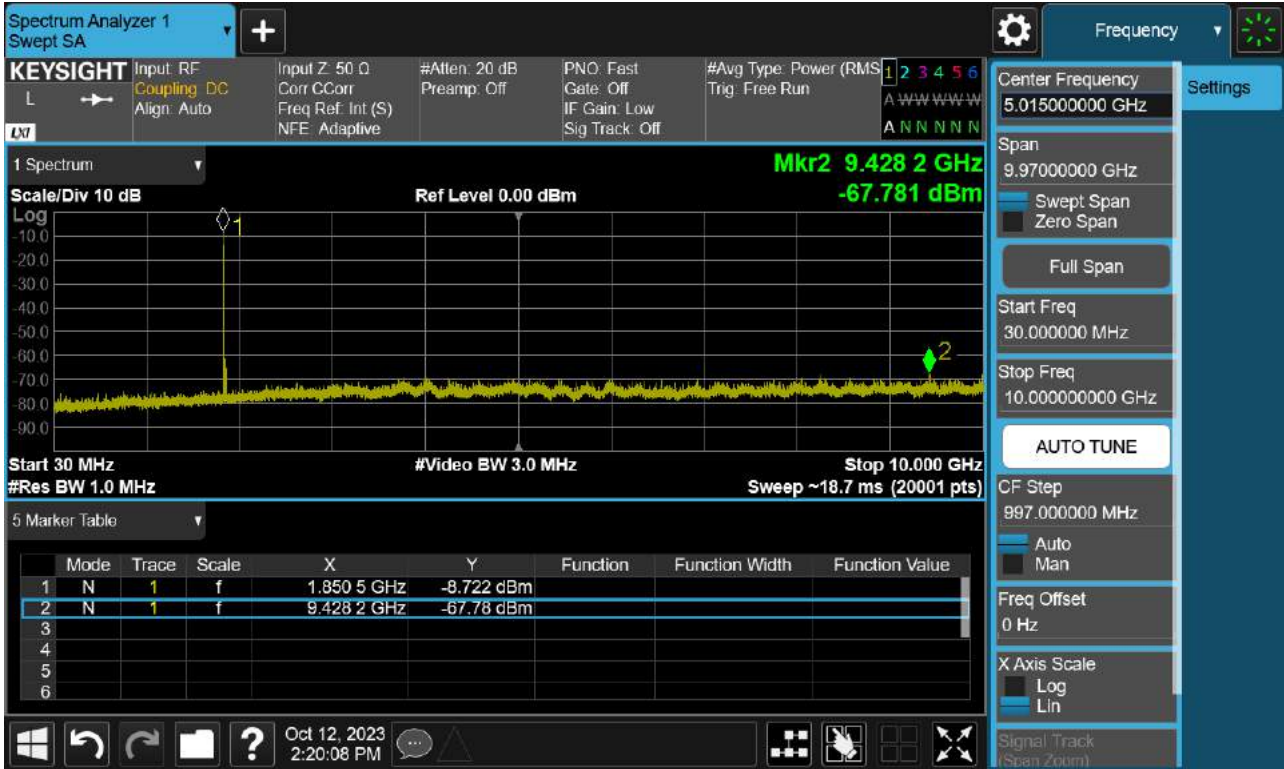 Spectrum Analyzer 1
Swept SA
+
Frequency
KEYSIGHT
L
LXI
Input: RF
Coupling: DC
Align: Auto
Input Z: 50 Ω
Corr CCorr
Freq Ref: Int (S)
NFE: Adaptive
#Atten: 20 dB
Preamp: Off
PNO: Fast
Gate: Off
IF Gain: Low
Sig Track: Off
#Avg Type: Power (RMS
Trig: Free Run
1 2 3 4 5 6
A W W W W W
A N N N N N
1 Spectrum
Mkr2 9.428 2 GHz
Scale/Div 10 dB
Ref Level 0.00 dBm
-67.781 dBm
Log
1
-10.0
-20.0
-30.0
-40.0
-50.0
-60.0
2
-70.0
-80.0
-90.0
Start 30 MHz
#Video BW 3.0 MHz
Stop 10.000 GHz
#Res BW 1.0 MHz
Sweep ~18.7 ms (20001 pts)
5 Marker Table
Mode Trace Scale X Y Function Function Width Function Value
1 N 1 f 1.850 5 GHz -8.722 dBm
2 N 1 f 9.428 2 GHz -67.78 dBm
3
4
5
6
?
Oct 12, 2023
2:20:08 PM
Center Frequency
5.015000000 GHz
Settings
Span
9.97000000 GHz
Swept Span
Zero Span
Full Span
Start Freq
30.000000 MHz
Stop Freq
10.000000000 GHz
AUTO TUNE
CF Step
997.000000 MHz
Auto
Man
Freq Offset
0 Hz
X Axis Scale
Log
Lin
Signal Track
(Span Zoom)